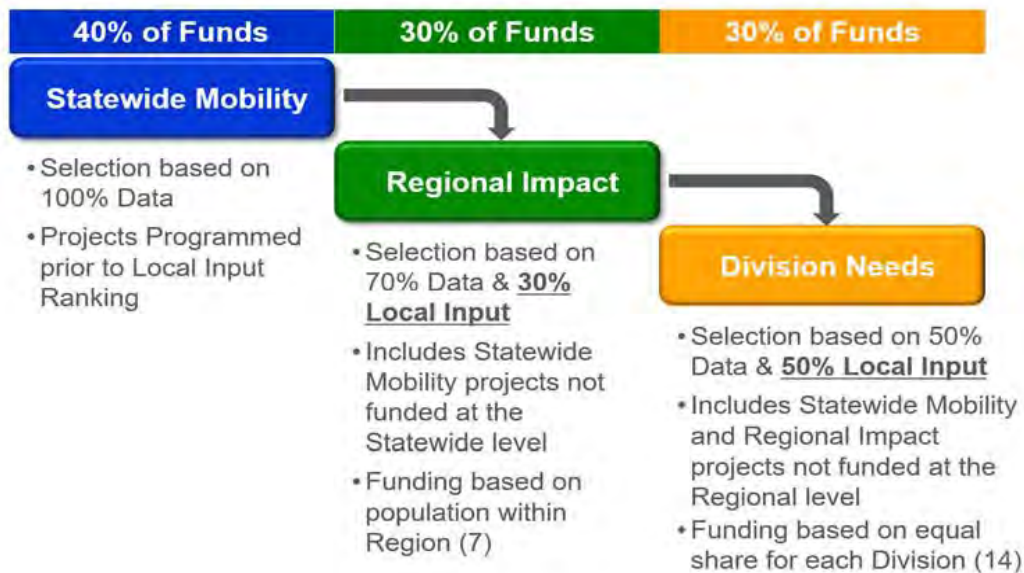 40% of Funds
30% of Funds
30% of Funds
Statewide Mobility
• Selection based on
100% Data
• Projects Programmed
prior to Local Input
Ranking
Regional Impact
• Selection based on
70% Data & 30%
Local Input
• Includes Statewide
Mobility projects not
funded at the
Statewide level
• Funding based on
population within
Region (7)
Division Needs
• Selection based on 50%
Data & 50% Local Input
• Includes Statewide Mobility
and Regional Impact
projects not funded at the
Regional level
• Funding based on equal
share for each Division (14)